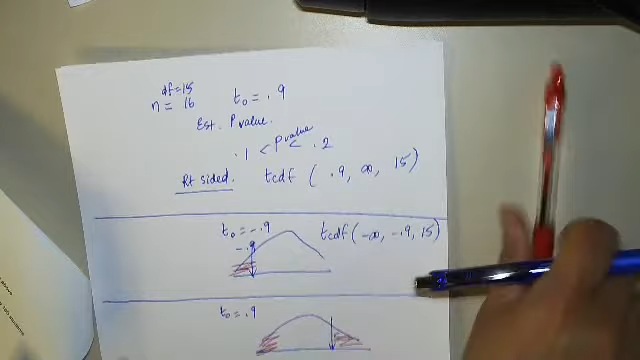 df=15
n = 16 t₀ = .9
Est. P value.
.1 < Pvalue < .2
Rt sided. tcdf ( .9, ∞, 15)
t₀ = -.9 tcdf (-∞, -.9, 15)
-.9
t₀ = .9